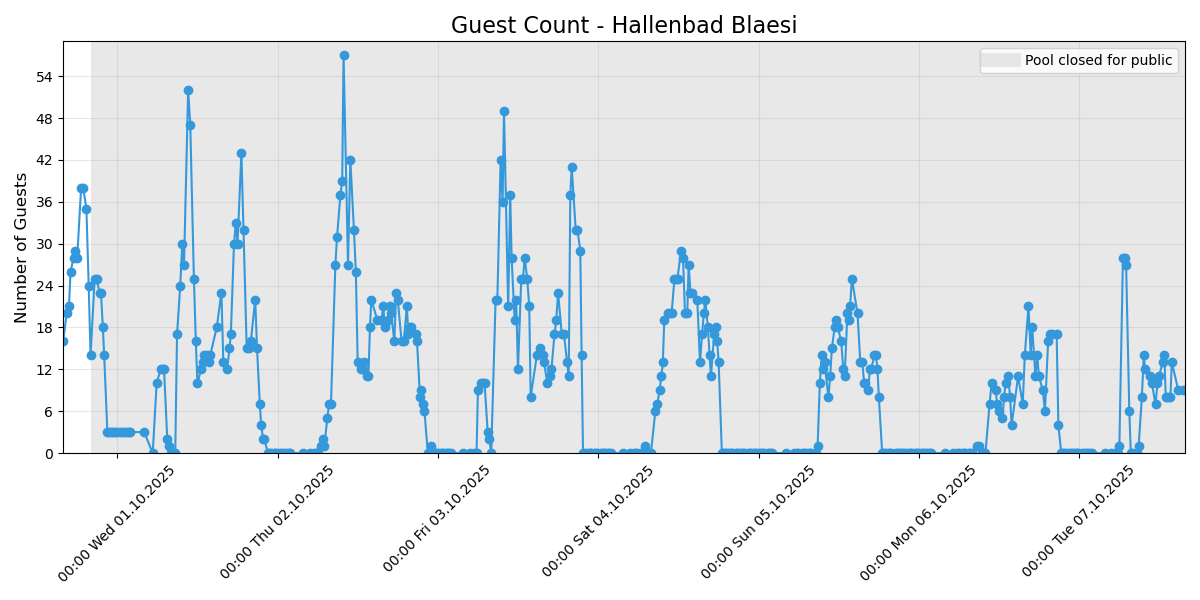 Guest Count - Hallenbad Blaesi
Pool closed for public
Number of Guests
54
48
42
36
30
24
18
12
6
0
00:00 Wed 01.10.2025
00:00 Thu 02.10.2025
00:00 Fri 03.10.2025
00:00 Sat 04.10.2025
00:00 Sun 05.10.2025
00:00 Mon 06.10.2025
00:00 Tue 07.10.2025